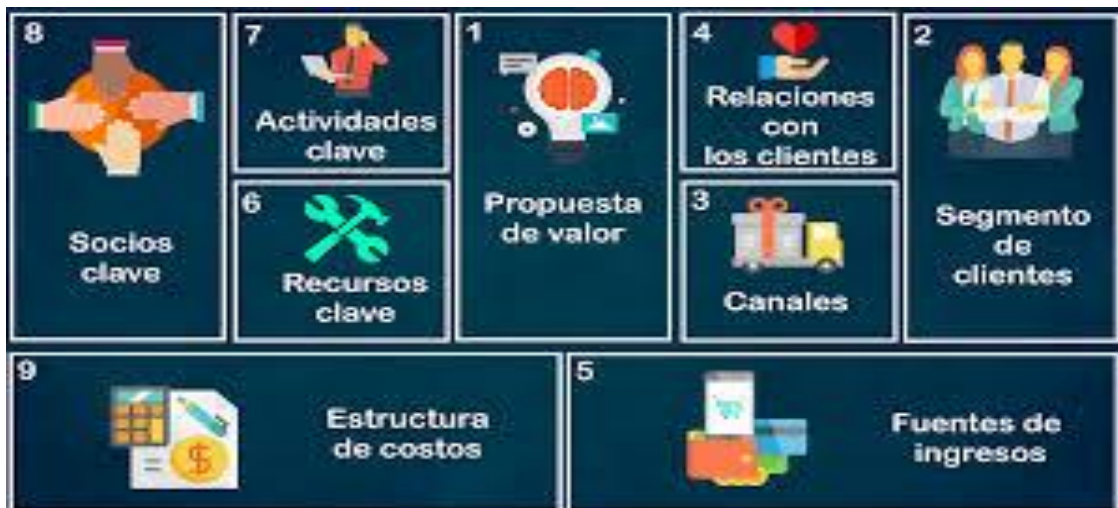 8
Socios
clave
7
Actividades
clave
6
Recursos
clave
1
Propuesta
de valor
4
Relaciones
con
los clientes
3
Canales
2
Segmento
de
clientes
9
Estructura
de costos
5
Fuentes de
ingresos